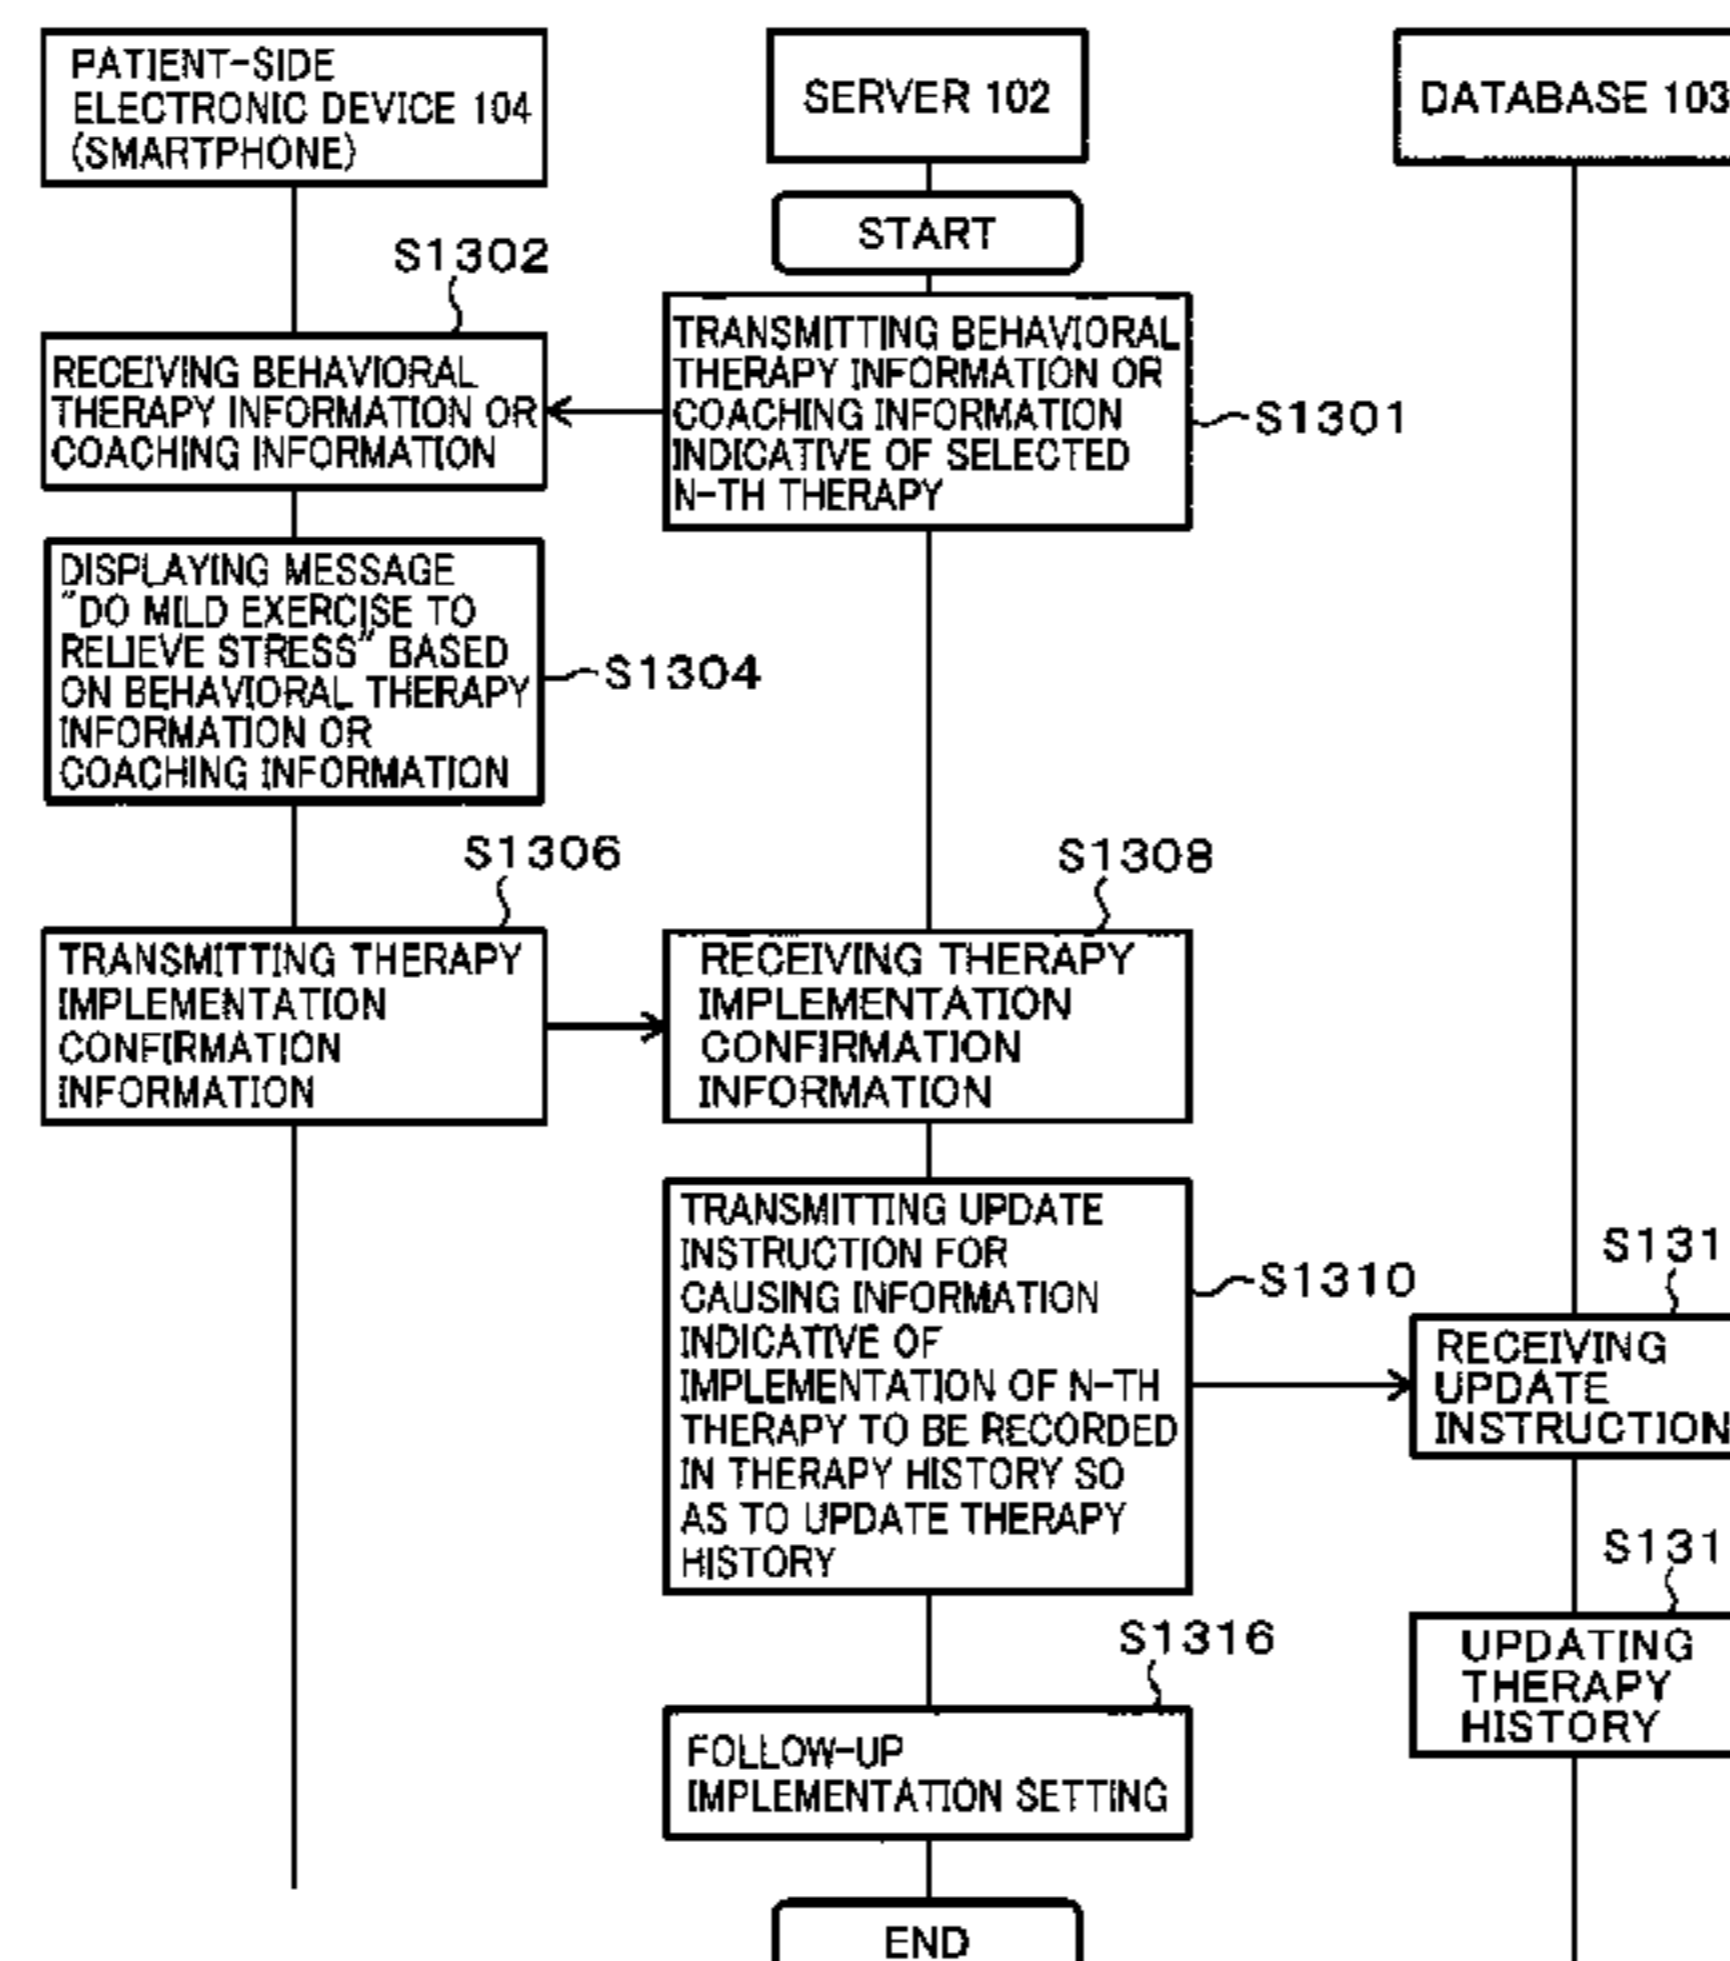 PATIENT-SIDE
ELECTRONIC DEVICE 104
(SMARTPHONE)
SERVER 102
DATABASE 103
START
S1302
TRANSMITTING BEHAVIORAL
THERAPY INFORMATION OR
COACHING INFORMATION
INDICATIVE OF SELECTED
N-TH THERAPY
S1301
RECEIVING BEHAVIORAL
THERAPY INFORMATION OR
COACHING INFORMATION
DISPLAYING MESSAGE
"DO MILD EXERCISE TO
RELIEVE STRESS" BASED
ON BEHAVIORAL THERAPY
INFORMATION OR
COACHING INFORMATION
S1304
S1306
S1308
TRANSMITTING THERAPY
IMPLEMENTATION
CONFIRMATION
INFORMATION
RECEIVING THERAPY
IMPLEMENTATION
CONFIRMATION
INFORMATION
TRANSMITTING UPDATE
INSTRUCTION FOR
CAUSING INFORMATION
INDICATIVE OF
IMPLEMENTATION OF N-TH
THERAPY TO BE RECORDED
IN THERAPY HISTORY SO
AS TO UPDATE THERAPY
HISTORY
S1310
S131
RECEIVING
UPDATE
INSTRUCTION
S131
UPDATING
THERAPY
HISTORY
S1316
FOLLOW-UP
IMPLEMENTATION SETTING
END